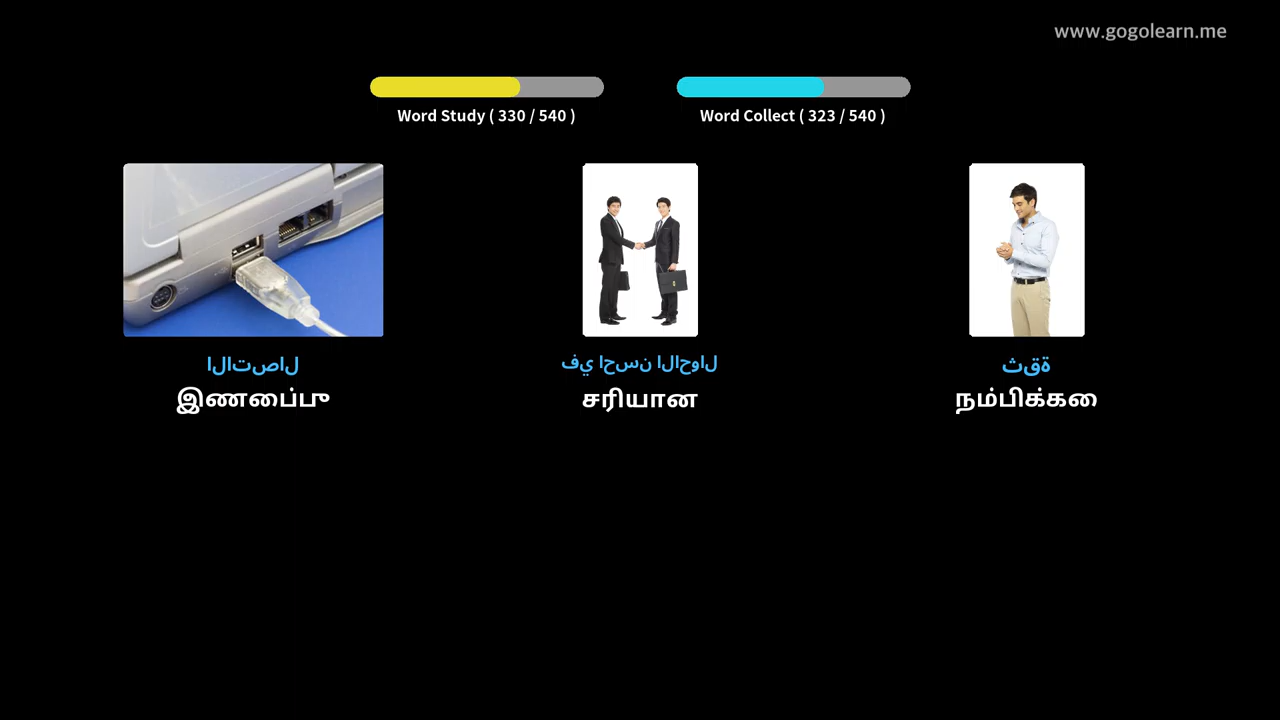 www.gogolearn.me
Word Study ( 330 / 540 )
Word Collect ( 323 / 540 )
الاتصال
في احسن الاحوال
ثقة
இணைப்பு
சரியான
நம்பிக்கை